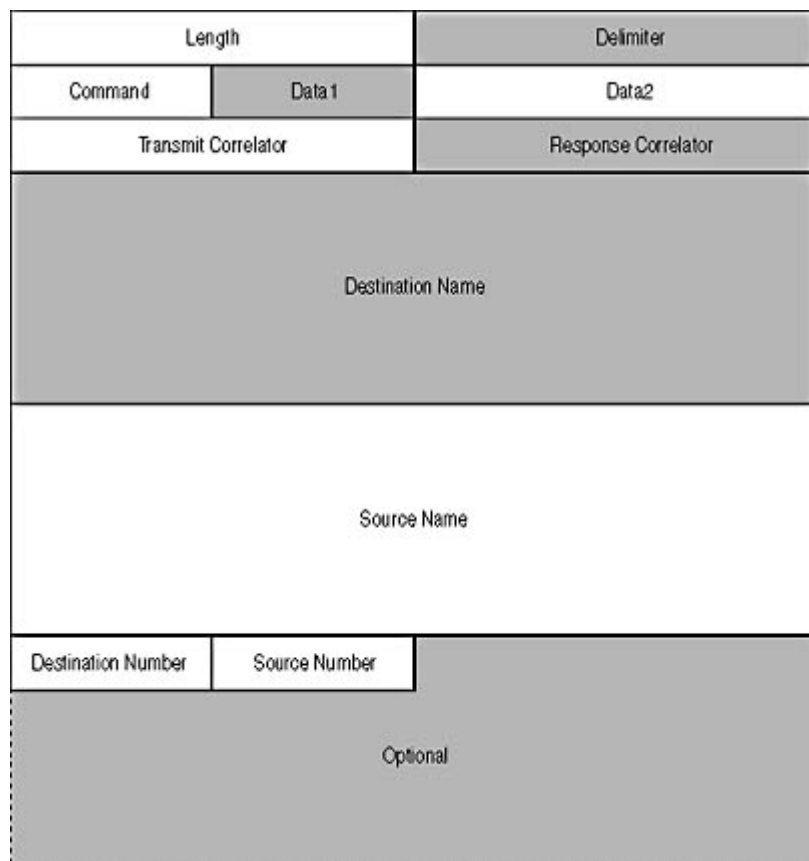 Length
Delimiter
Command
Data1
Data2
Transmit Correlator
Response Correlator
Destination Name
Source Name
Destination Number
Source Number
Optional